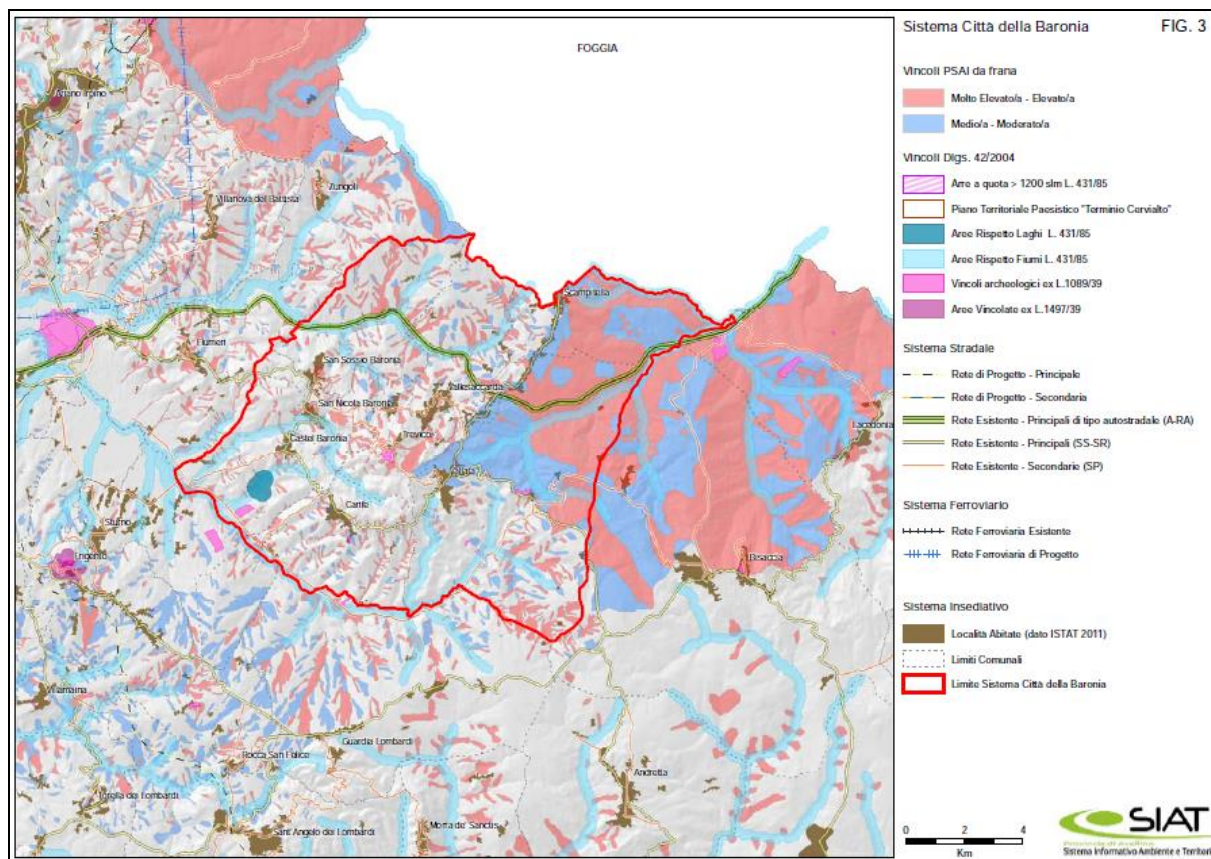 Sistema Città della Baronia
FIG. 3
FOGGIA
Vincoli PSAI da frana
Molto Elevato/a - Elevato/a
Medio/a - Moderato/a
Vincoli Dlgs. 42/2004
Arre a quota > 1200 slm L. 431/85
Piano Territoriale Paesistico "Terminio Cervialto"
Aree Rispetto Laghi L. 431/85
Aree Rispetto Fiumi L. 431/85
Vincoli archeologici ex L.1089/39
Aree Vincolate ex L.1497/39
Sistema Stradale
Rete di Progetto - Principale
Rete di Progetto - Secondaria
Rete Esistente - Principali di tipo autostradale (A-RA)
Rete Esistente - Principali (SS-SR)
Rete Esistente - Secondarie (SP)
Sistema Ferroviario
Rete Ferroviaria Esistente
Rete Ferroviaria di Progetto
Sistema Insediativo
Località Abitate (dato ISTAT 2011)
Limiti Comunali
Limite Sistema Città della Baronia
Ariano Irpino
Zungoli
Villanova del Battista
Scampitella
Flumeri
San Sossio Baronia
Vallesaccarda
San Nicola Baronia
Trevico
Castel Baronia
Lacedonia
Vallata
Carife
Sturno
Frigento
Bisaccia
Villamaina
Guardia Lombardi
Rocca San Felice
Andretta
Torella dei Lombardi
Sant'Angelo dei Lombardi
Morra de' Sanctis
0 2 4
Km
SIAT
Provincia di Avellino
Sistema Informativo Ambiente e Territori